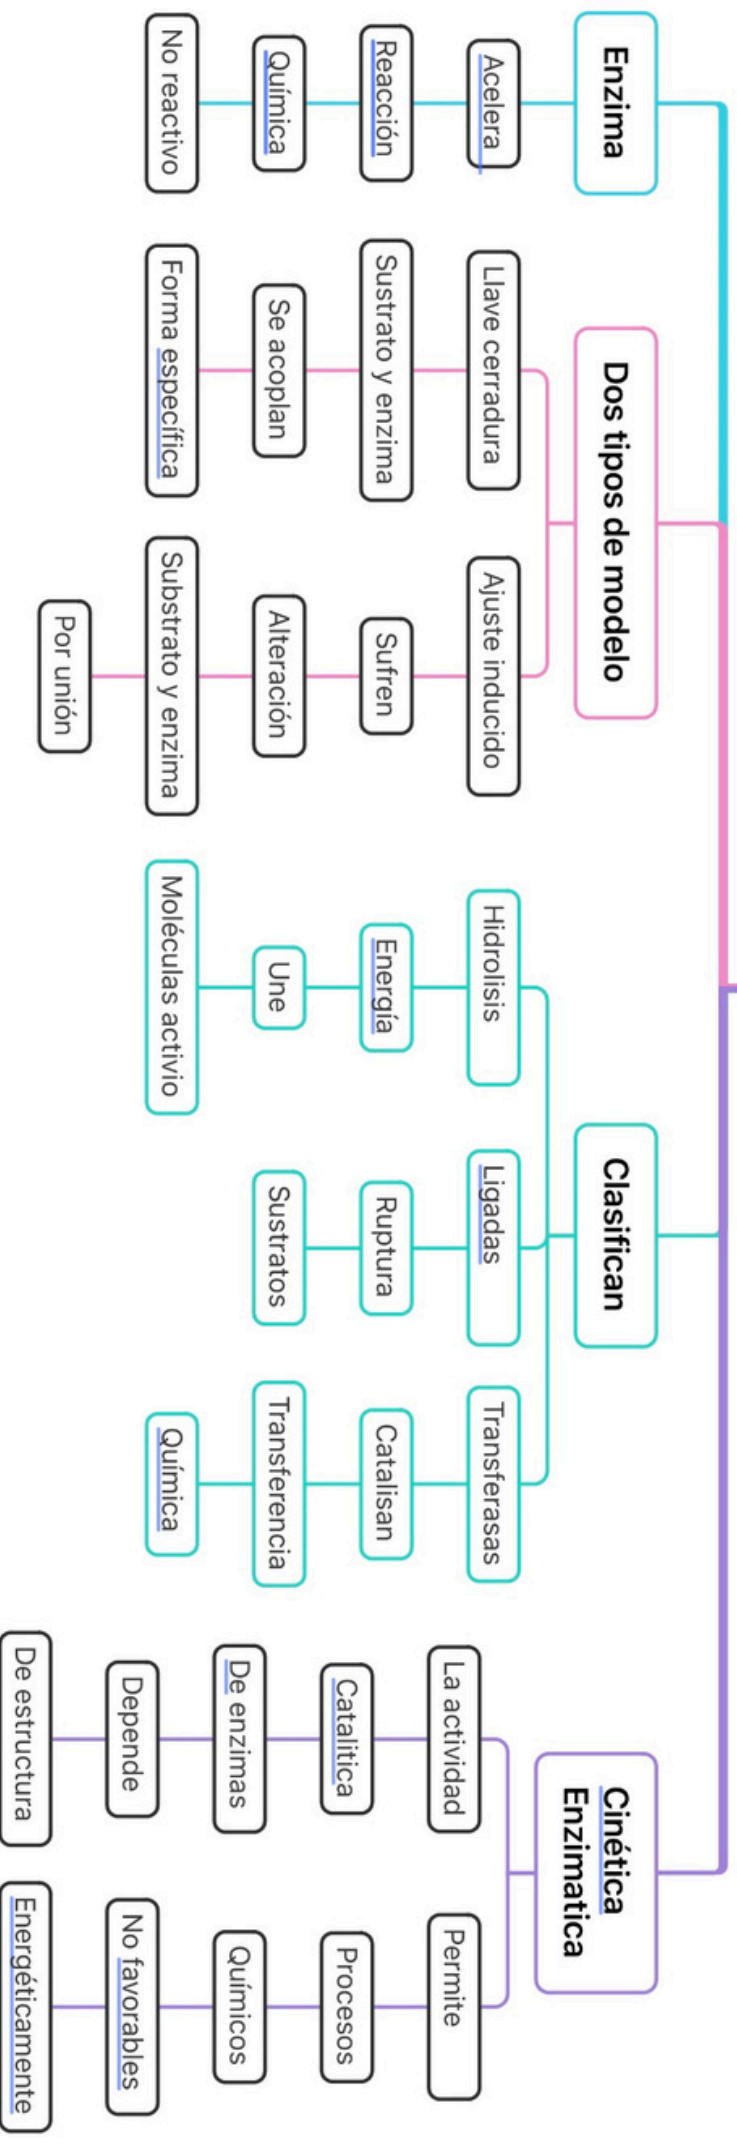 Enzima
Acelera
Reacción
Química
No reactivo
Dos tipos de modelo
Llave cerradura
Sustrato y enzima
Se acoplan
Forma específica
Ajuste inducido
Sufren
Alteración
Substrato y enzima
Por unión
Clasifican
Hidrolisis
Energía
Une
Moléculas activio
Ligadas
Ruptura
Sustratos
Transferasas
Catalisan
Transferencia
Química
Cinética
Enzimatica
La actividad
Catalitica
De enzimas
Depende
De estructura
Permite
Procesos
Químicos
No favorables
Energéticamente